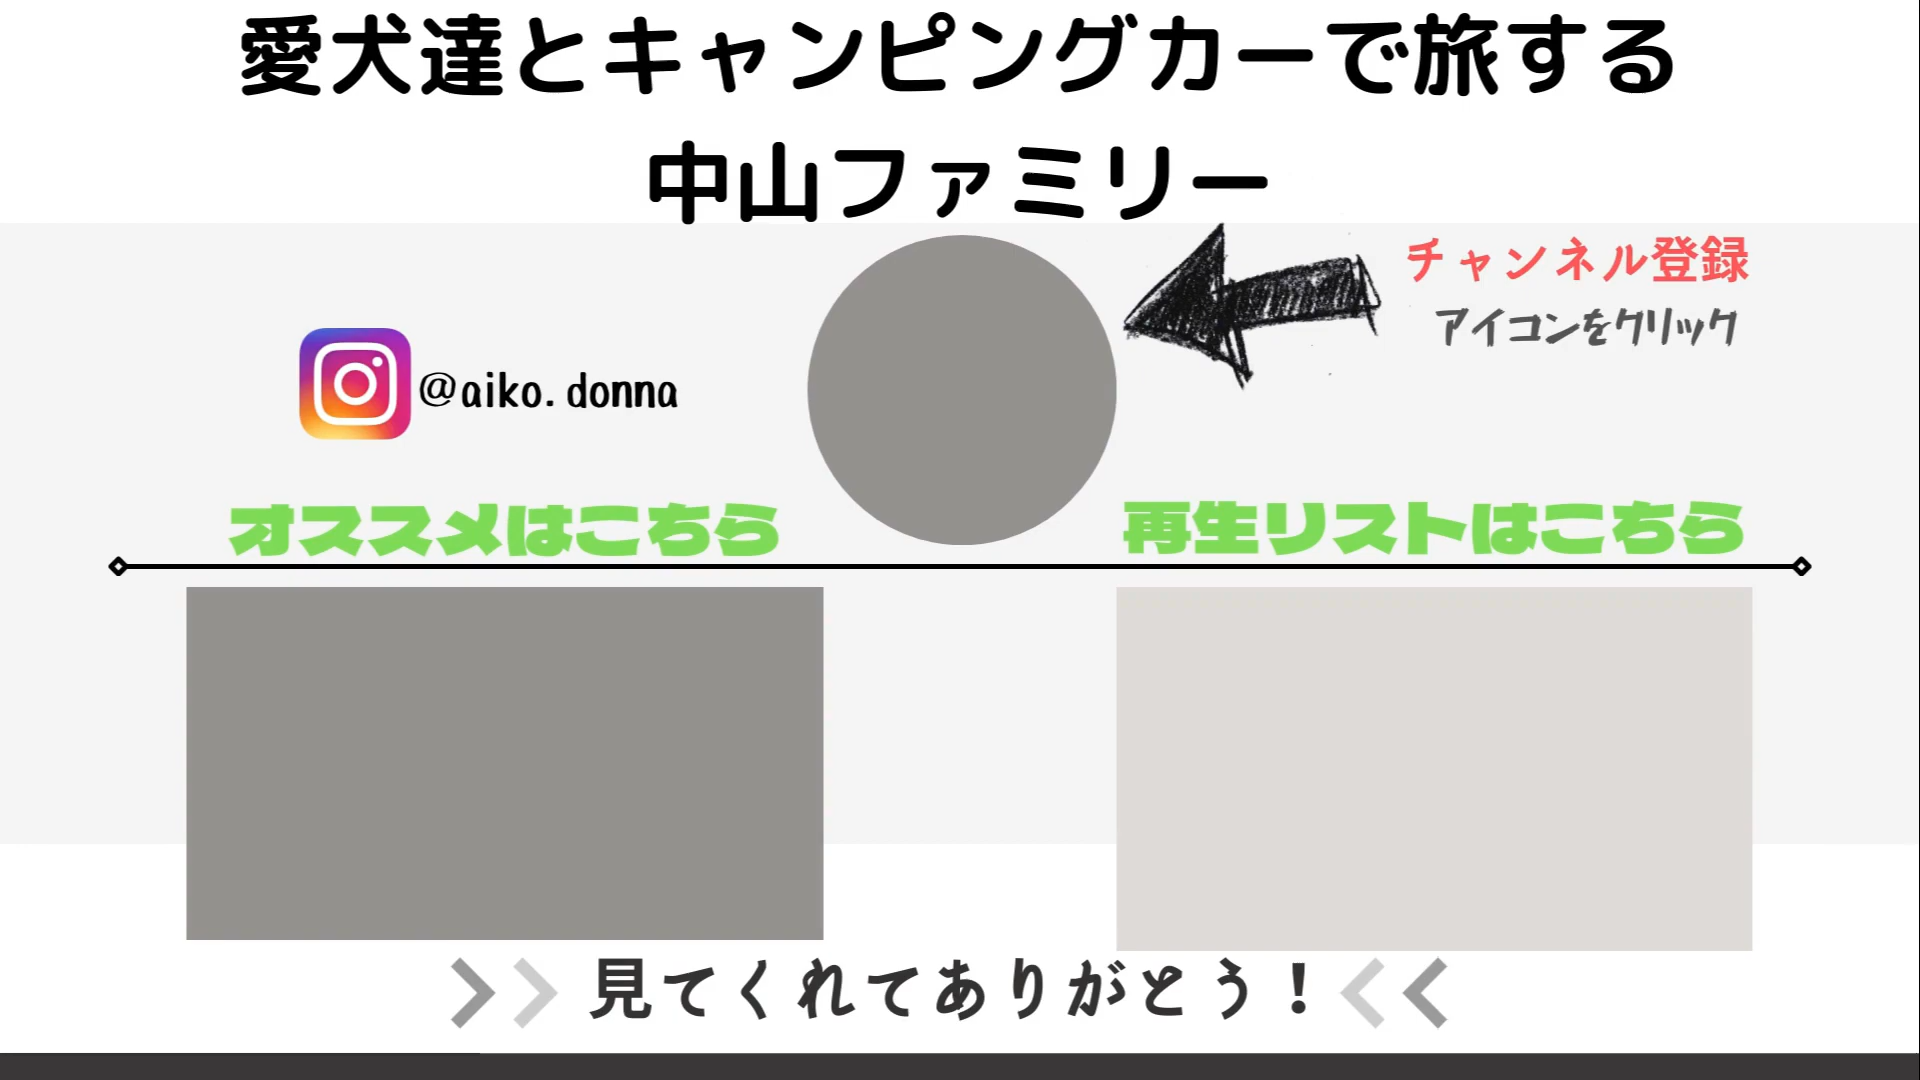 愛犬達とキャンピングカーで旅する
中山ファミリー
チャンネル登録
アイコンをクリック
@aiko.donna
オススメはこちら
再生リストはこちら
見てくれてありがとう！